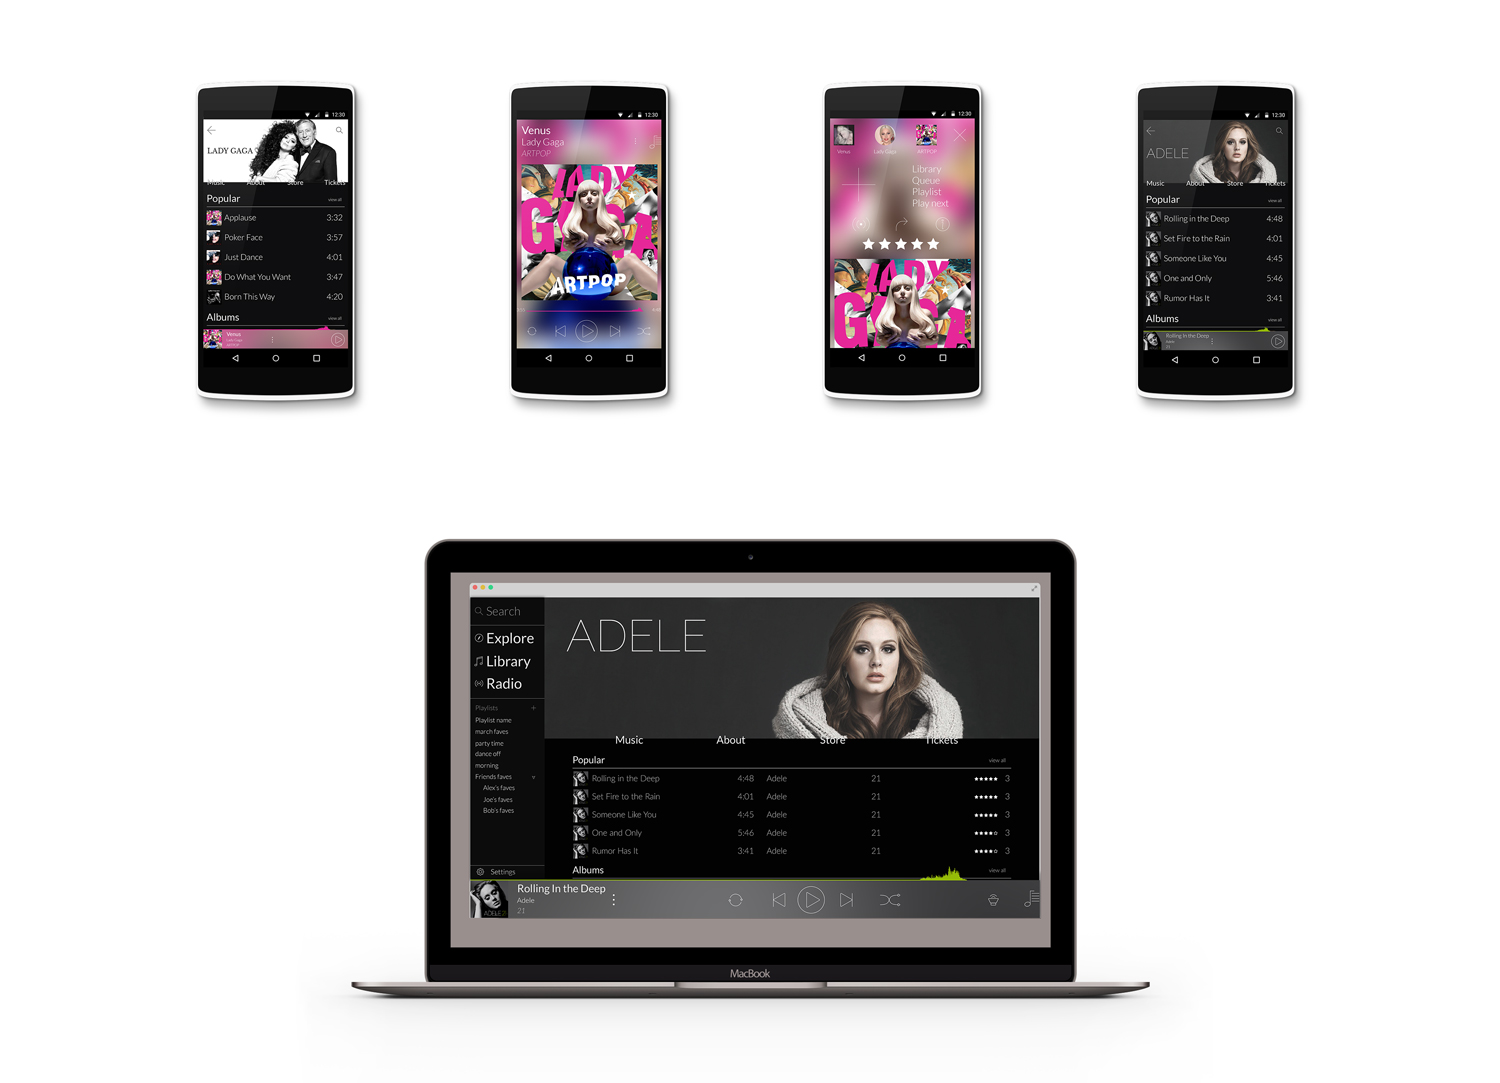 12:30
LADY GAGA
Music About Store Tickets
Popular view all
Applause 3:32
Poker Face 3:57
Just Dance 4:01
Do What You Want 3:47
Born This Way 4:20
Albums view all
Venus
Lady Gaga
ARTPOP
12:30
Venus
Lady Gaga
ARTPOP
LADY
GAGA
ARTPOP
12:30
Venus Lady Gaga ARTPOP
Library
Queue
Playlist
Play next
LADY
GAGA
12:30
ADELE
Music About Store Tickets
Popular view all
Rolling in the Deep 4:48
Set Fire to the Rain 4:01
Someone Like You 4:45
One and Only 5:46
Rumor Has It 3:41
Albums view all
Rolling In the Deep
Adele
21
Search
Explore
Library
Radio
Playlists +
Playlist name
march faves
party time
dance off
morning
Friends faves
Alex's faves
Joe's faves
Bob's faves
Settings
ADELE
Music About Store Tickets
Popular view all
Rolling in the Deep 4:48 Adele 21 3
Set Fire to the Rain 4:01 Adele 21 3
Someone Like You 4:45 Adele 21 3
One and Only 5:46 Adele 21 3
Rumor Has It 3:41 Adele 21 3
Albums view all
ADELE 21
Rolling In the Deep
Adele
21
MacBook